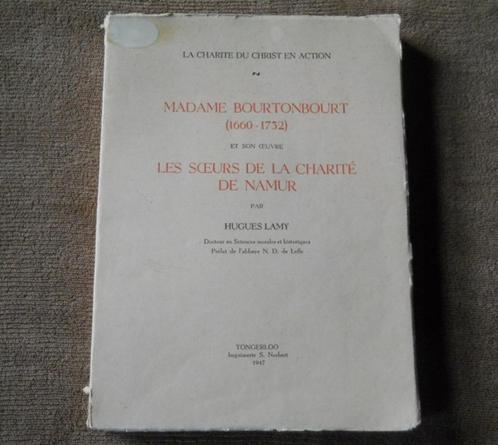 LA CHARITE DU CHRIST EN ACTION
MADAME BOURTONBOURT
(1660-1732)
ET SON ŒUVRE
LES SŒURS DE LA CHARITÉ
DE NAMUR
PAR
HUGUES LAMY
Docteur en Sciences morales et historiques
Prélat de l'abbaye N. D. de Leffe
TONGERLOO
Imprimerie S. Norbert
1947